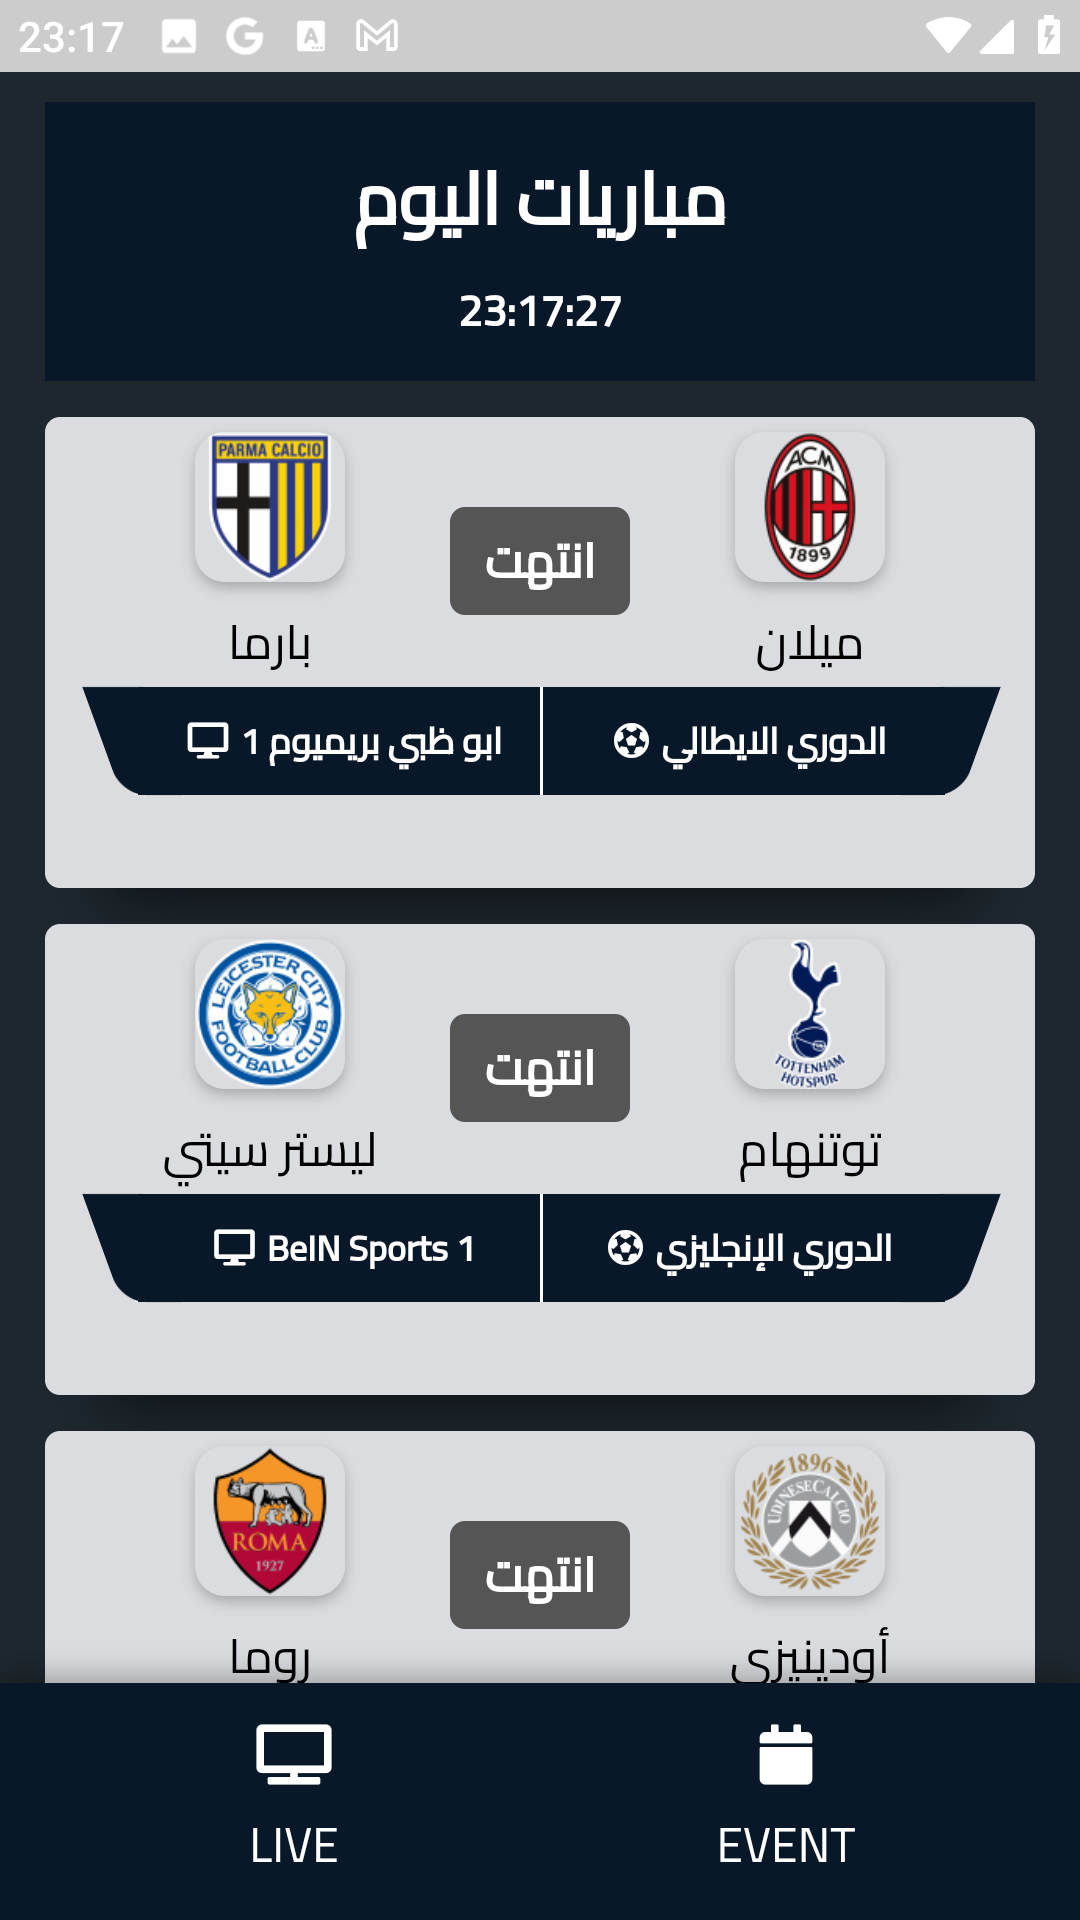 23:17
مباريات اليوم
23:17:27
PARMA CALCIO
ACM
1899
انتهت
بارما
ميلان
ابو ظبي بريميوم 1
الدوري الايطالي
LEICESTER CITY
FOOTBALL CLUB
TOTTENHAM
HOTSPUR
انتهت
ليستر سيتي
توتنهام
BeIN Sports 1
الدوري الإنجليزي
ROMA
1927
1896
UDINESE CALCIO
انتهت
روما
أودينيزي
LIVE
EVENT